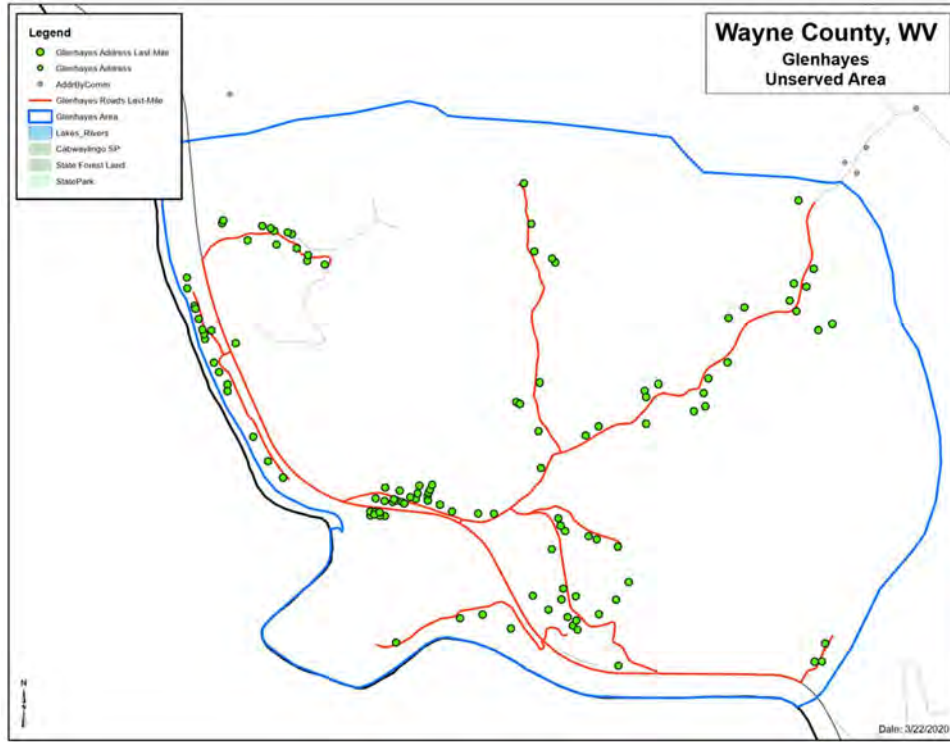 Legend
Glenhayes Address Last-Mile
Glenhayes Address
AddrByComm
Glenhayes Roads Last-Mile
Glenhayes Area
Lakes_Rivers
Cabwaylingo SP
State Forest Land
StatePark
Wayne County, WV
Glenhayes
Unserved Area
N
Date: 3/22/2020